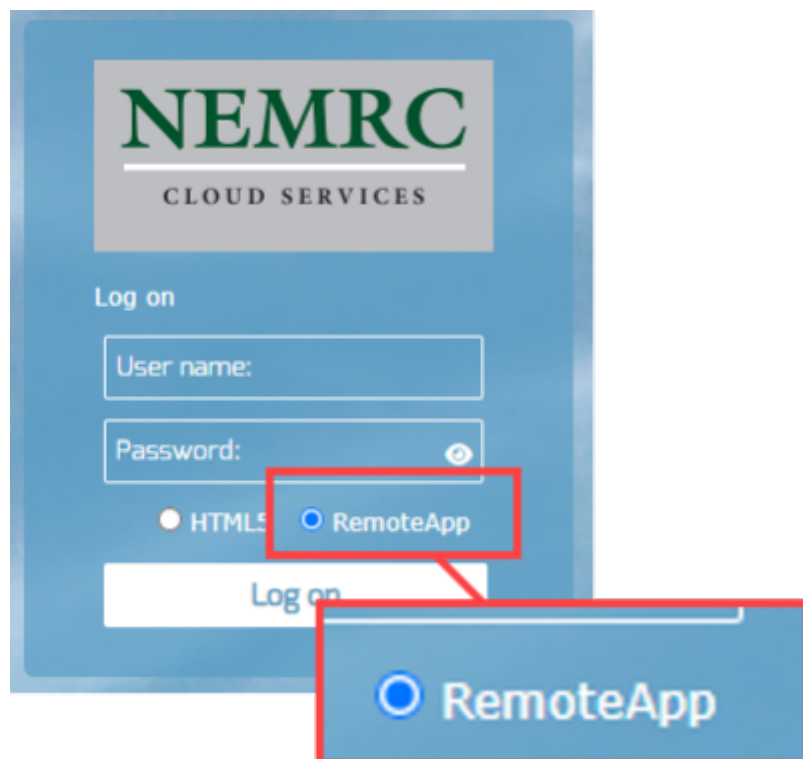 NEMRC
CLOUD SERVICES
Log on
User name:
Password:
HTML5 RemoteApp
Log on
RemoteApp